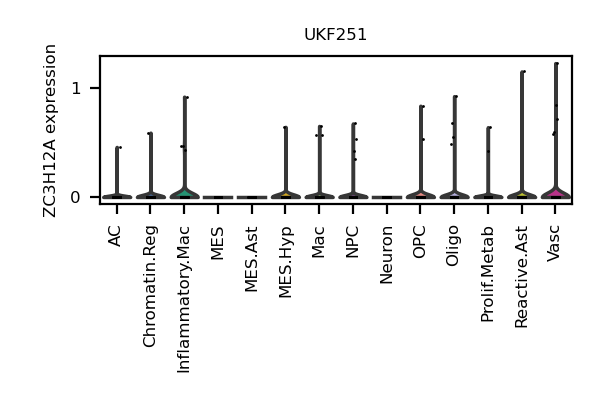 UKF251
ZC3H12A expression
1
0
AC
Chromatin.Reg
Inflammatory.Mac
MES
MES.Ast
MES.Hyp
Mac
NPC
Neuron
OPC
Oligo
Prolif.Metab
Reactive.Ast
Vasc